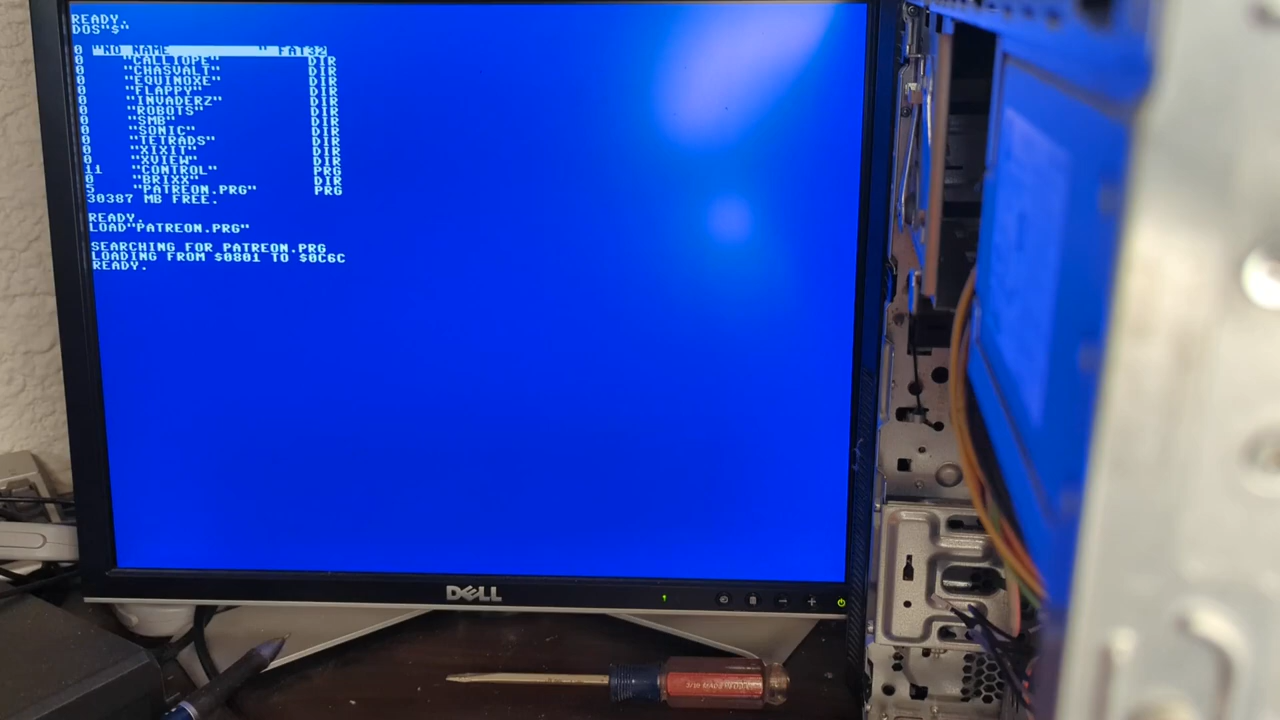 READY.
DOS"$"
0 "NO NAME " FAT32
0 "CALLIOPE" DIR
0 "CHASVALT" DIR
0 "EQUINOXE" DIR
0 "FLAPPY" DIR
0 "INVADERZ" DIR
0 "ROBOTS" DIR
0 "SMB" DIR
0 "SONIC" DIR
0 "TETRADS" DIR
0 "XIXIT" DIR
0 "XVIEW" DIR
11 "CONTROL" PRG
0 "BRIXX" DIR
5 "PATREON.PRG" PRG
30387 MB FREE.
READY.
LOAD"PATREON.PRG"
SEARCHING FOR PATREON.PRG
LOADING FROM $0801 TO $0C6C
READY.
DELL